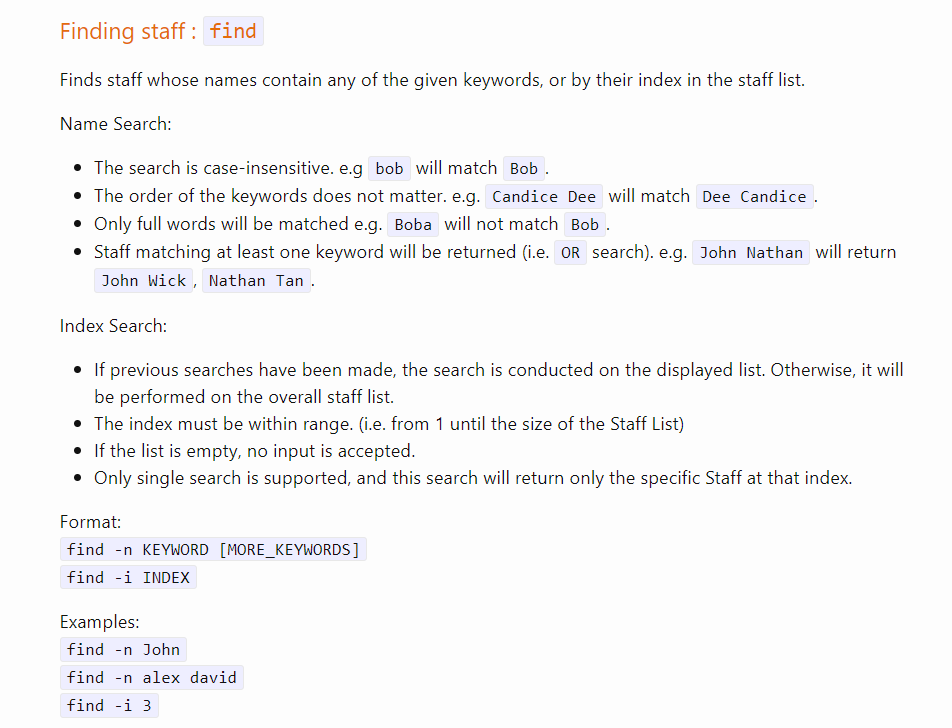 Finding staff : find
Finds staff whose names contain any of the given keywords, or by their index in the staff list.
Name Search:
• The search is case-insensitive. e.g bob will match Bob .
• The order of the keywords does not matter. e.g. Candice Dee will match Dee Candice .
• Only full words will be matched e.g. Boba will not match Bob .
• Staff matching at least one keyword will be returned (i.e. OR search). e.g. John Nathan will return
John Wick , Nathan Tan .
Index Search:
• If previous searches have been made, the search is conducted on the displayed list. Otherwise, it will
be performed on the overall staff list.
• The index must be within range. (i.e. from 1 until the size of the Staff List)
• If the list is empty, no input is accepted.
• Only single search is supported, and this search will return only the specific Staff at that index.
Format:
find -n KEYWORD [MORE_KEYWORDS]
find -i INDEX
Examples:
find -n John
find -n alex david
find -i 3